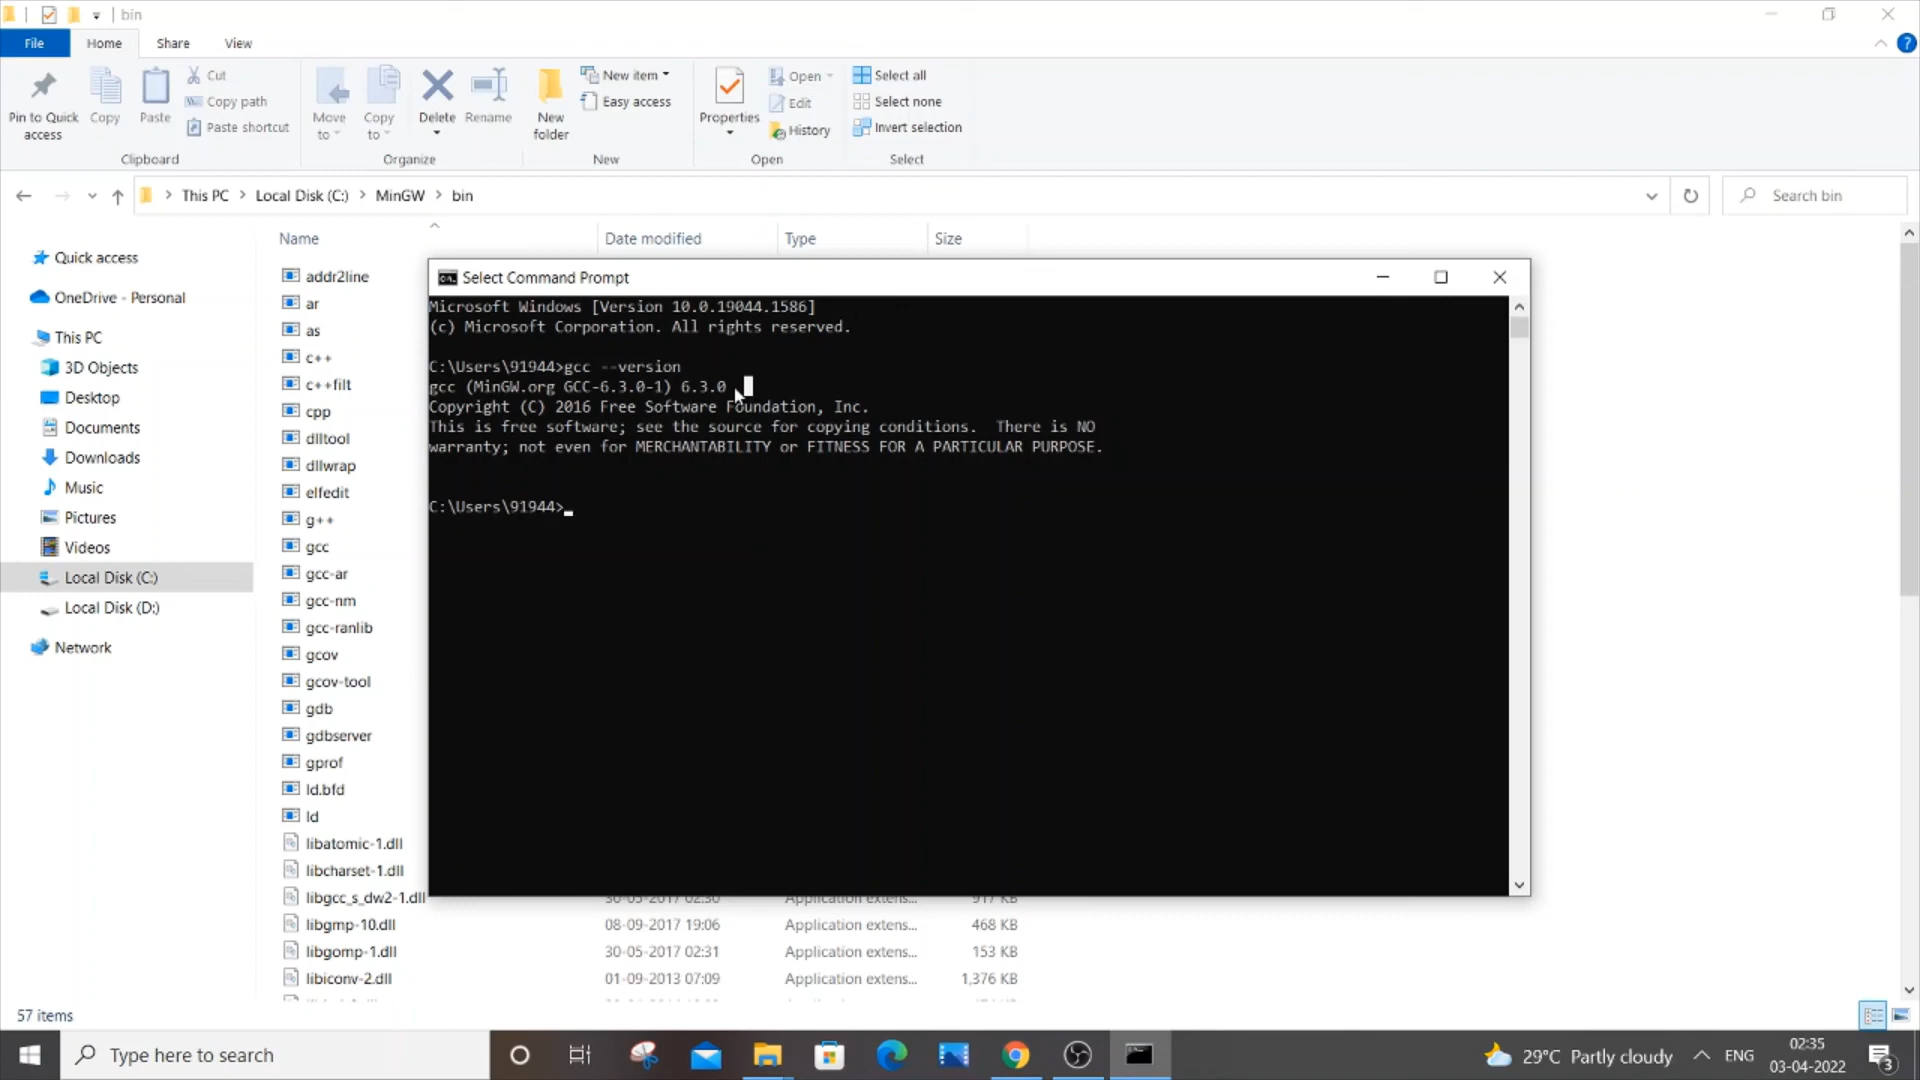 bin
File Home Share View
Pin to Quick access
Copy
Paste
Cut
Copy path
Paste shortcut
Clipboard
Move to
Copy to
Delete
Rename
Organize
New folder
New item
Easy access
New
Properties
Open
Edit
History
Open
Select all
Select none
Invert selection
Select
This PC > Local Disk (C:) > MinGW > bin
Search bin
Name Date modified Type Size
Quick access
OneDrive - Personal
This PC
3D Objects
Desktop
Documents
Downloads
Music
Pictures
Videos
Local Disk (C:)
Local Disk (D:)
Network
addr2line
ar
as
c++
c++filt
cpp
dlltool
dllwrap
elfedit
g++
gcc
gcc-ar
gcc-nm
gcc-ranlib
gcov
gcov-tool
gdb
gdbserver
gprof
ld.bfd
ld
libatomic-1.dll
libcharset-1.dll
libgcc_s_dw2-1.dll 30-05-2017 02:30 Application extens... 917 KB
libgmp-10.dll 08-09-2017 19:06 Application extens... 468 KB
libgomp-1.dll 30-05-2017 02:31 Application extens... 153 KB
libiconv-2.dll 01-09-2013 07:09 Application extens... 1,376 KB
Select Command Prompt
Microsoft Windows [Version 10.0.19044.1586]
(c) Microsoft Corporation. All rights reserved.
C:\Users\91944>gcc --version
gcc (MinGW.org GCC-6.3.0-1) 6.3.0
Copyright (C) 2016 Free Software Foundation, Inc.
This is free software; see the source for copying conditions.  There is NO
warranty; not even for MERCHANTABILITY or FITNESS FOR A PARTICULAR PURPOSE.
C:\Users\91944>
57 items
Type here to search
29°C Partly cloudy
ENG
02:35
03-04-2022
3